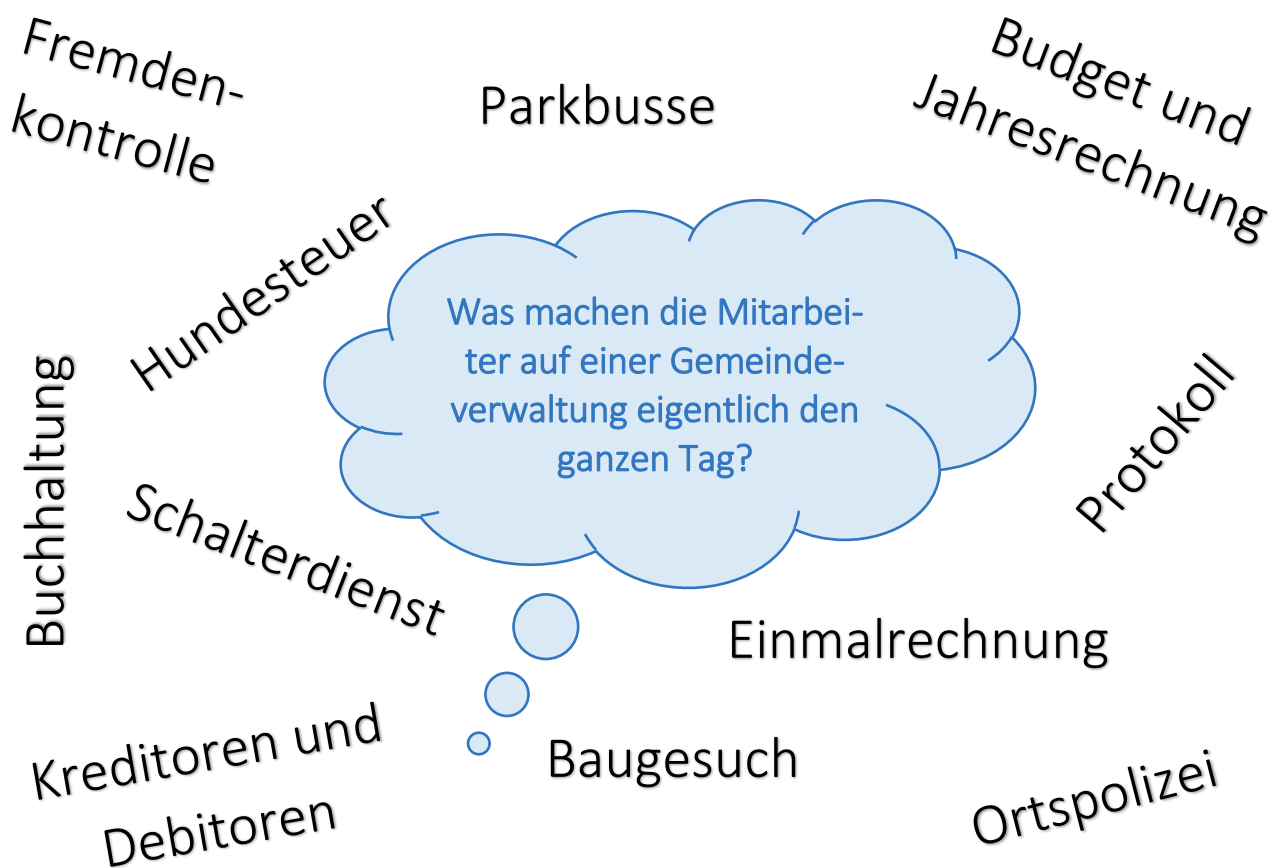 Fremden-
kontrolle
Parkbusse
Budget und
Jahresrechnung
Hundesteuer
Was machen die Mitarbei-
ter auf einer Gemeinde-
verwaltung eigentlich den
ganzen Tag?
Buchhaltung
Protokoll
Schalterdienst
Einmalrechnung
Kreditoren und
Debitoren
Baugesuch
Ortspolizei